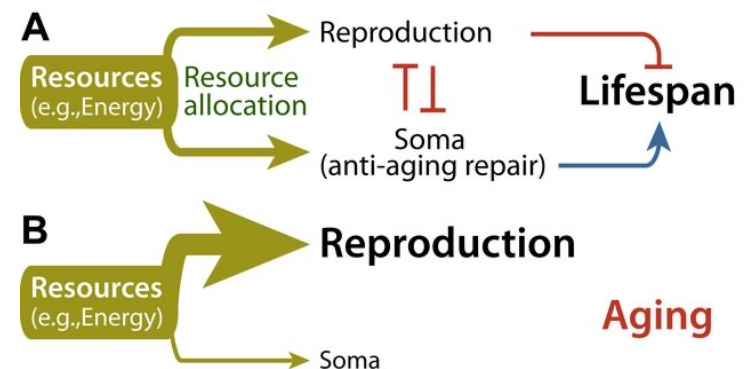 A
Resources
(e.g.,Energy)
Resource
allocation
Reproduction
Soma
(anti-aging repair)
Lifespan
B
Resources
(e.g.,Energy)
Reproduction
Soma
Aging